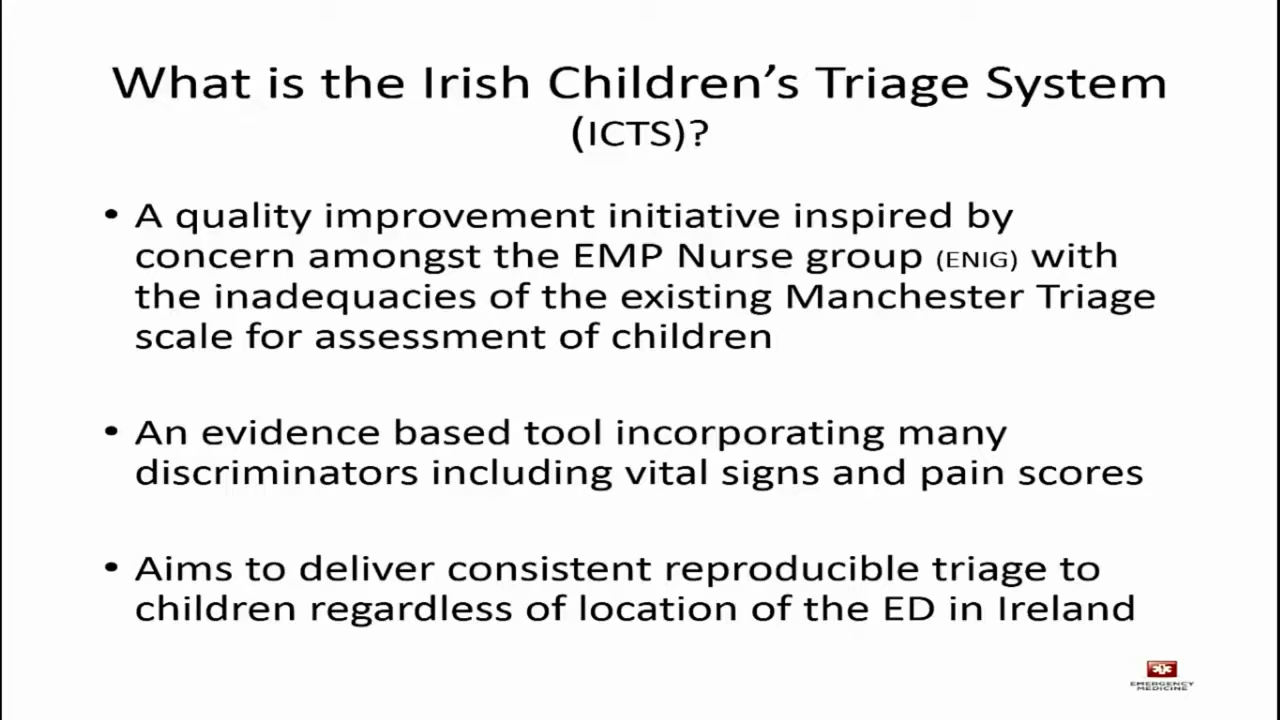 What is the Irish Children’s Triage System
(ICTS)?
• A quality improvement initiative inspired by
concern amongst the EMP Nurse group (ENIG) with
the inadequacies of the existing Manchester Triage
scale for assessment of children
• An evidence based tool incorporating many
discriminators including vital signs and pain scores
• Aims to deliver consistent reproducible triage to
children regardless of location of the ED in Ireland
EMERGENCY
MEDICINE